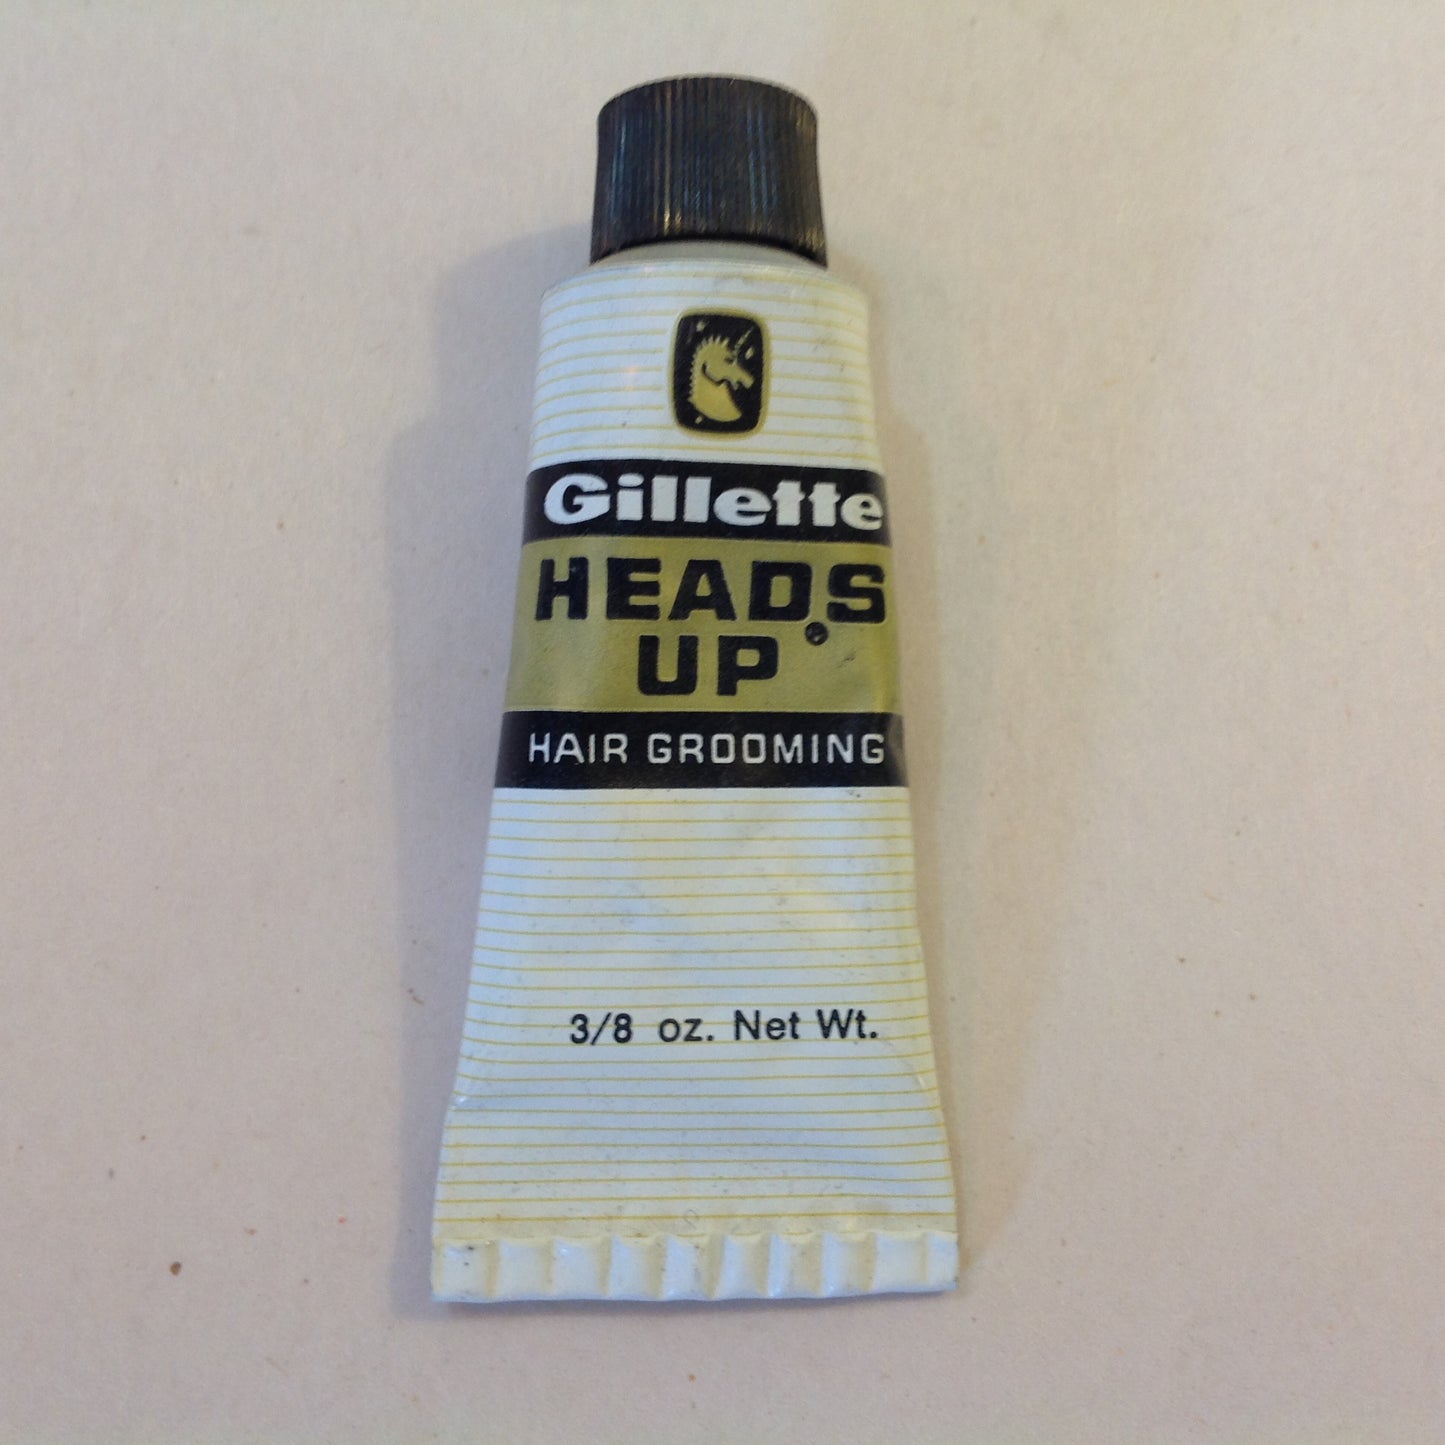 Gillette
HEADS
UP®
HAIR GROOMING
3/8 oz. Net Wt.